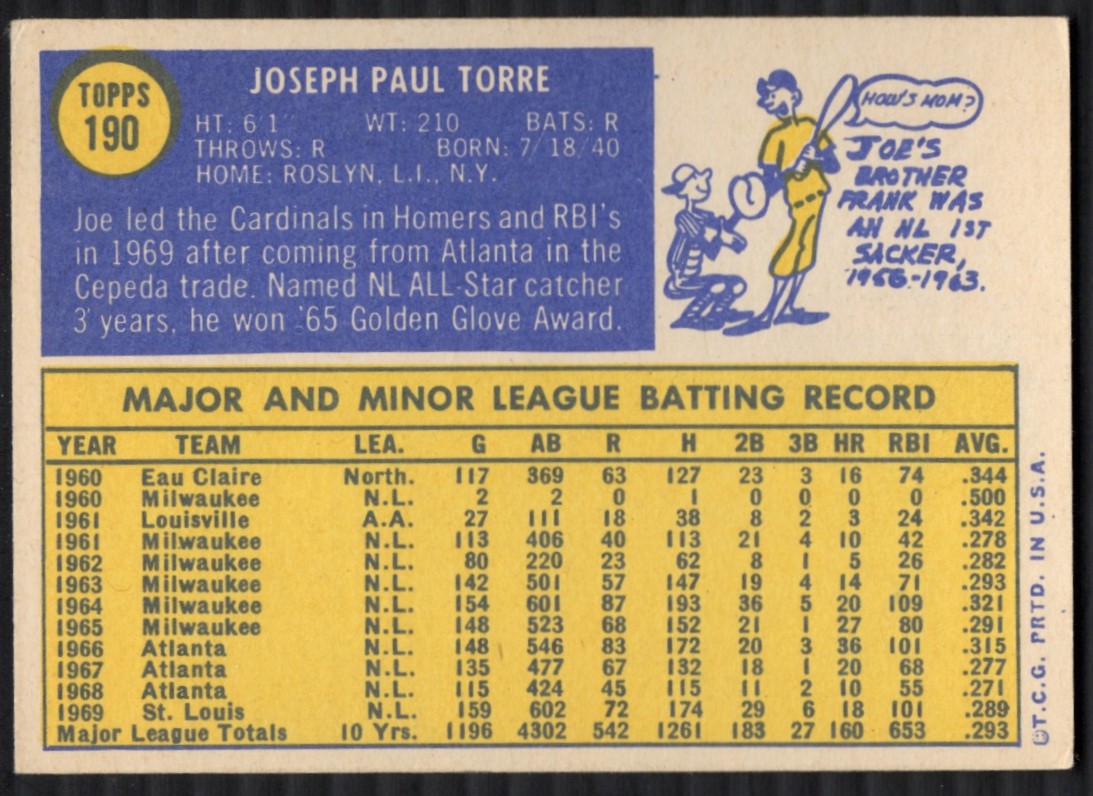 TOPPS
190
JOSEPH PAUL TORRE
HT: 6'1" WT: 210 BATS: R
THROWS: R BORN: 7/18/40
HOME: ROSLYN, L.I., N.Y.
Joe led the Cardinals in Homers and RBI's
in 1969 after coming from Atlanta in the
Cepeda trade. Named NL ALL-Star catcher
3 years, he won '65 Golden Glove Award.
HOW'S MOM?
JOE'S
BROTHER
FRANK WAS
AN NL 1ST
SACKER,
1956-1963.
MAJOR AND MINOR LEAGUE BATTING RECORD
YEAR TEAM LEA. G AB R H 2B 3B HR RBI AVG.
1960 Eau Claire North. 117 369 63 127 23 3 16 74 .344
1960 Milwaukee N.L. 2 2 0 1 0 0 0 0 .500
1961 Louisville A.A. 27 111 18 38 8 2 3 24 .342
1961 Milwaukee N.L. 113 406 40 113 21 4 10 42 .278
1962 Milwaukee N.L. 80 220 23 62 8 1 5 26 .282
1963 Milwaukee N.L. 142 501 57 147 19 4 14 71 .293
1964 Milwaukee N.L. 154 601 87 193 36 5 20 109 .321
1965 Milwaukee N.L. 148 523 68 152 21 1 27 80 .291
1966 Atlanta N.L. 148 546 83 172 20 3 36 101 .315
1967 Atlanta N.L. 135 477 67 132 18 1 20 68 .277
1968 Atlanta N.L. 115 424 45 115 11 2 10 55 .271
1969 St. Louis N.L. 159 602 72 174 29 6 18 101 .289
Major League Totals 10 Yrs. 1196 4302 542 1261 183 27 160 653 .293
©T.C.G. PRTD. IN U.S.A.